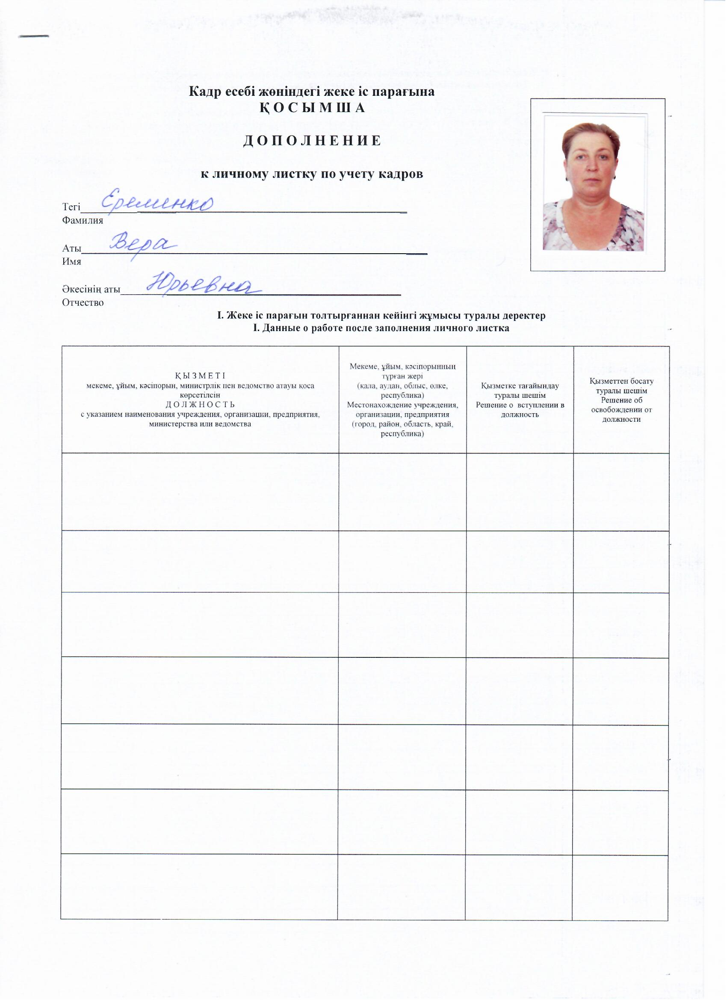 Кадр есебі жөніндегі жеке іс парағына
Қ О С Ы М Ш А
Д О П О Л Н Е Н И Е
к личному листку по учету кадров
Тегі Еременко
Фамилия
Аты Вера
Имя
Әкесінің аты Юрьевна
Отчество
I. Жеке іс парағын толтырғаннан кейінгі жұмысы туралы деректер
I. Данные о работе после заполнения личного листка
Қ Ы З М Е Т І
мекеме, ұйым, кәсіпорын, министрлік пен ведомство атауы қоса
көрсетілсін
Д О Л Ж Н О С Т Ь
с указанием наименования учреждения, организации, предприятия,
министерства или ведомства
Мекеме, ұйым, кәсіпорынның
тұрған жері
(қала, аудан, облыс, өлке,
республика)
Местонахождение учреждения,
организации, предприятия
(город, район, область, край,
республика)
Қызметке тағайындау
туралы шешім
Решение о вступлении в
должность
Қызметтен босату
туралы шешім
Решение об
освобождении от
должности